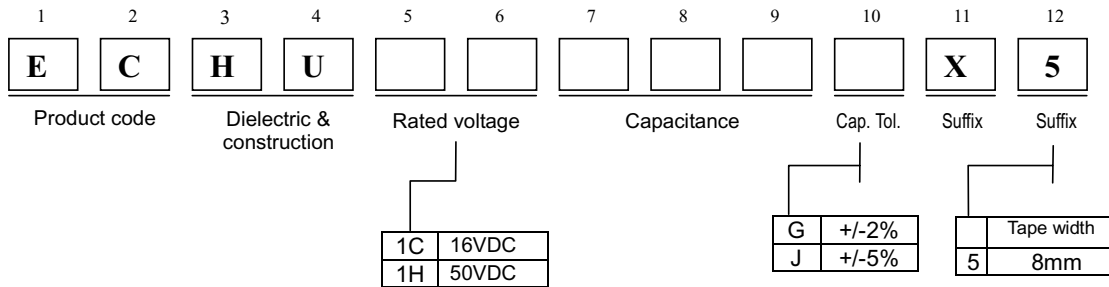 1 2 3 4 5 6 7 8 9 10 11 12
E C H U X 5
Product code Dielectric & Rated voltage Capacitance Cap. Tol. Suffix Suffix
construction
G +/-2% Tape width
1C 16VDC J +/-5% 5 8mm
1H 50VDC